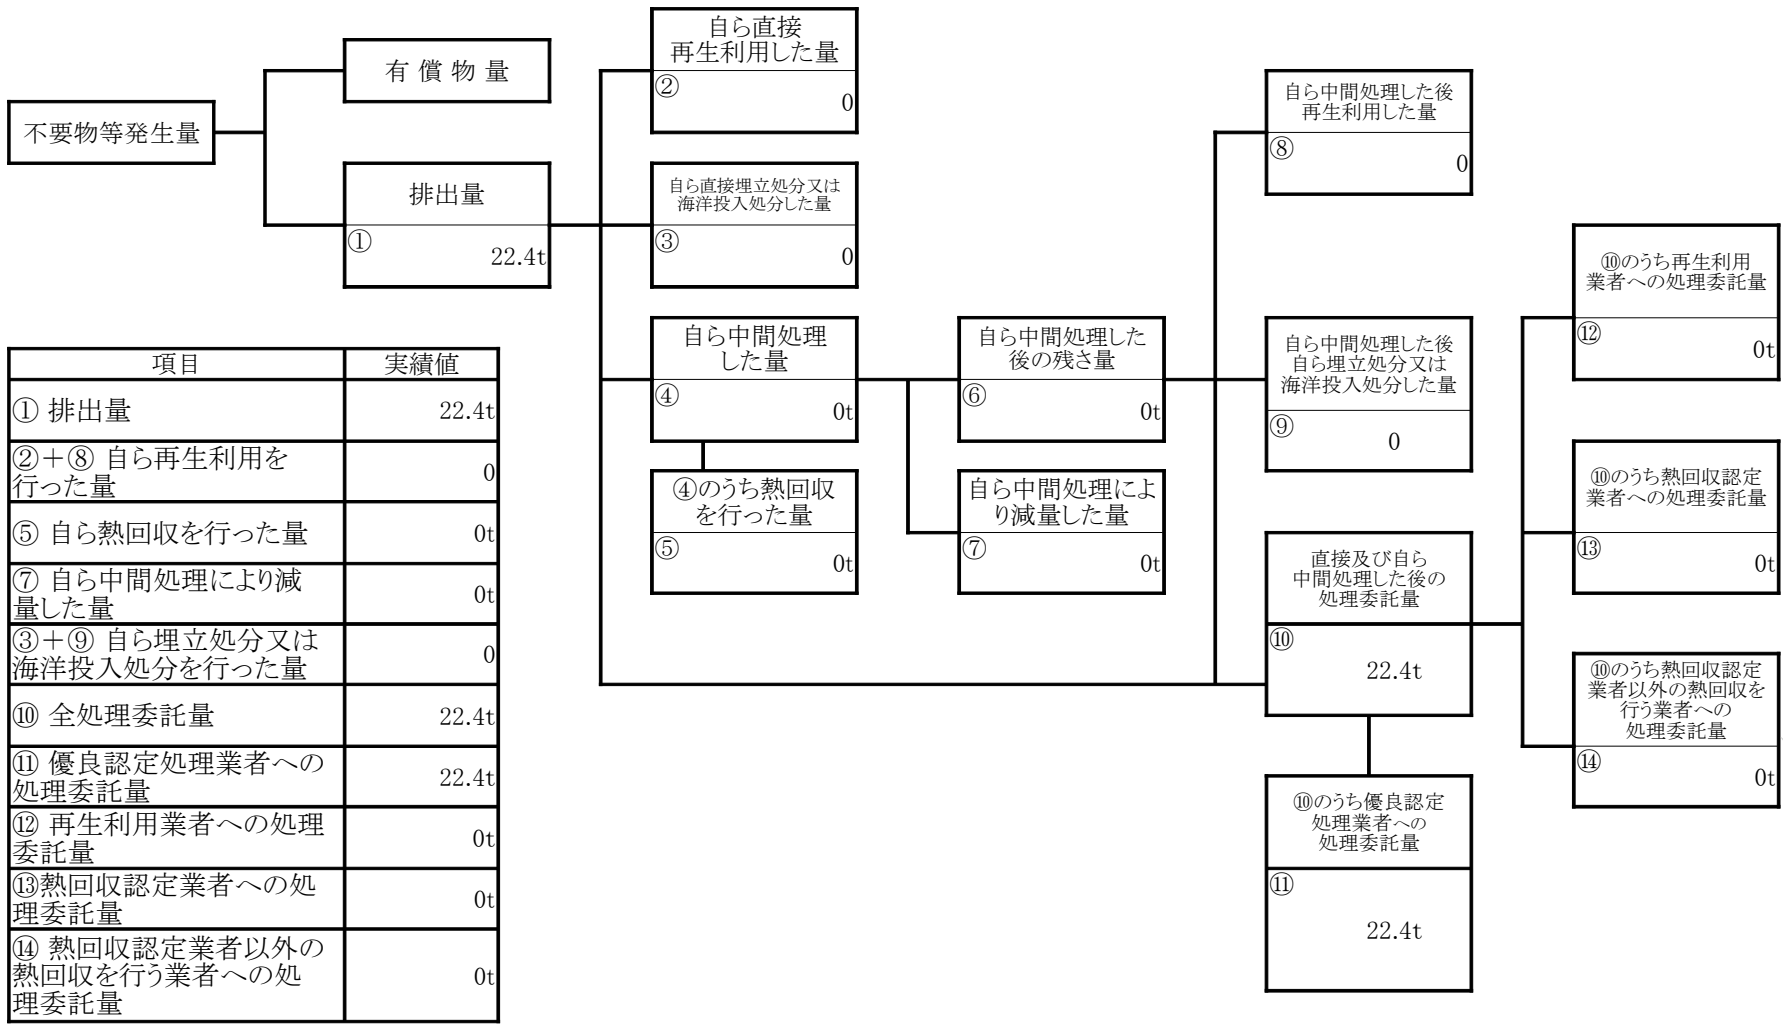 不要物等発生量
有 償 物 量
排出量
①
22.4t
自ら直接
再生利用した量
②
0
自ら直接埋立処分又は
海洋投入処分した量
③
0
自ら中間処理
した量
④
0t
④のうち熱回収
を行った量
⑤
0t
自ら中間処理した
後の残さ量
⑥
0t
自ら中間処理によ
り減量した量
⑦
0t
自ら中間処理した後
再生利用した量
⑧
0
自ら中間処理した後
自ら埋立処分又は
海洋投入処分した量
⑨
0
直接及び自ら
中間処理した後の
処理委託量
⑩
22.4t
⑩のうち優良認定
処理業者への
処理委託量
⑪
22.4t
⑩のうち再生利用
業者への処理委託量
⑫
0t
⑩のうち熱回収認定
業者への処理委託量
⑬
0t
⑩のうち熱回収認定
業者以外の熱回収を
行う業者への
処理委託量
⑭
0t
項目 実績値
① 排出量 22.4t
②＋⑧ 自ら再生利用を
行った量 0
⑤ 自ら熱回収を行った量 0t
⑦ 自ら中間処理により減
量した量 0t
③＋⑨ 自ら埋立処分又は
海洋投入処分を行った量 0
⑩ 全処理委託量 22.4t
⑪ 優良認定処理業者への
処理委託量 22.4t
⑫ 再生利用業者への処理
委託量 0t
⑬熱回収認定業者への処
理委託量 0t
⑭ 熱回収認定業者以外の
熱回収を行う業者への処
理委託量 0t